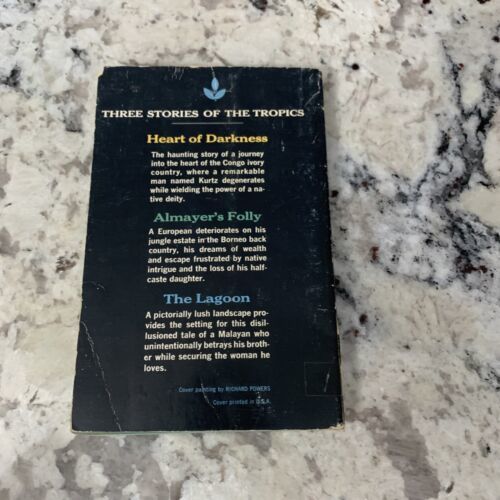 THREE STORIES OF THE TROPICS
Heart of Darkness
The haunting story of a journey
into the heart of the Congo ivory
country, where a remarkable
man named Kurtz degenerates
while wielding the power of a na-
tive deity.
Almayer's Folly
A European deteriorates on his
jungle estate in the Borneo back
country, his dreams of wealth
and escape frustrated by native
intrigue and the loss of his half-
caste daughter.
The Lagoon
A pictorially lush landscape pro-
vides the setting for this disil-
lusioned tale of a Malayan who
unintentionally betrays his broth-
er while securing the woman he
loves.
Cover painting by RICHARD POWERS
Cover printed in U.S.A.